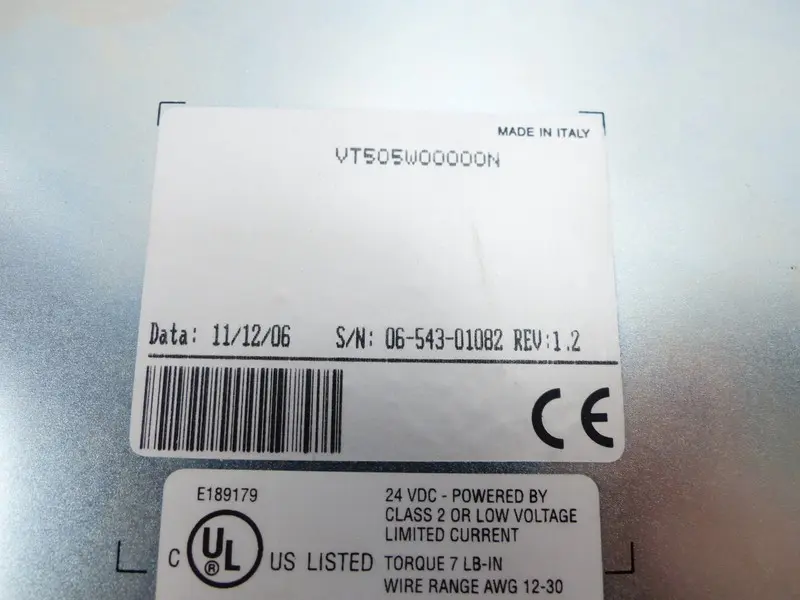 MADE IN ITALY
VT505W00000N
Data: 11/12/06 S/N: 06-543-01082 REV:1.2
CE
E189179
24 VDC - POWERED BY
CLASS 2 OR LOW VOLTAGE
LIMITED CURRENT
C UL ® US LISTED
TORQUE 7 LB-IN
WIRE RANGE AWG 12-30